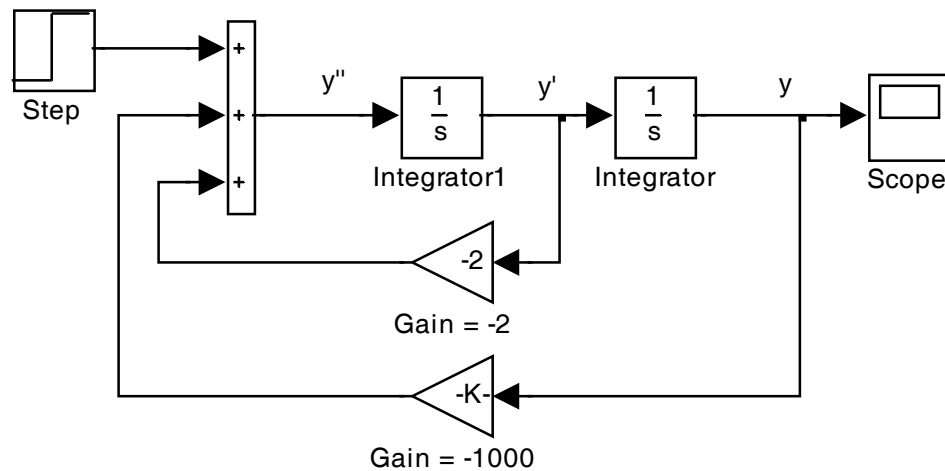 Step
+
+
+
y''
1
s
Integrator1
y'
1
s
Integrator
y
Scope
-2
Gain = -2
-K-
Gain = -1000